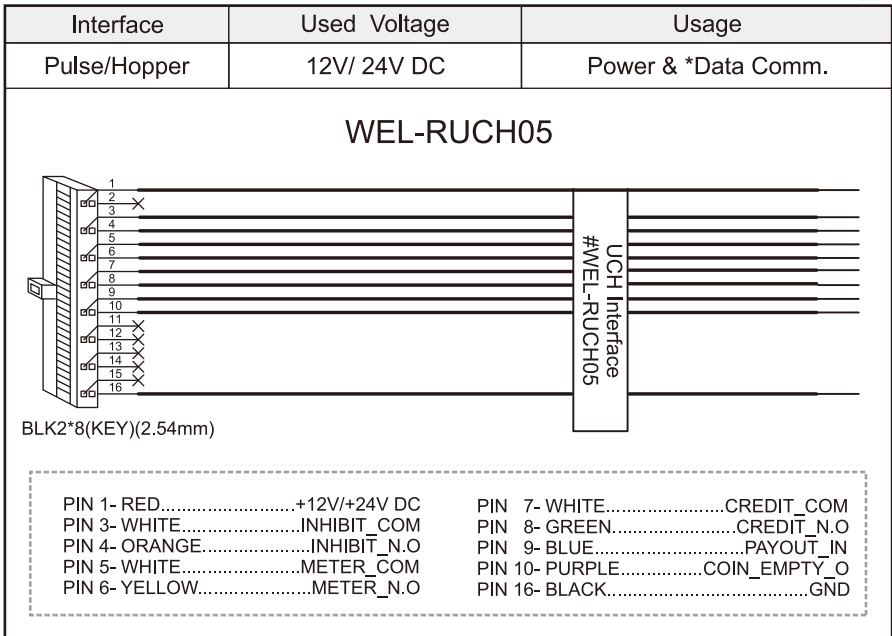 Interface Used Voltage Usage
Pulse/Hopper 12V/ 24V DC Power & *Data Comm.
WEL-RUCH05
1
2
3
4
5
6
7
8
9
10
11
12
13
14
15
16
UCH Interface
#WEL-RUCH05
BLK2*8(KEY)(2.54mm)
PIN 1- RED........................+12V/+24V DC
PIN 3- WHITE.....................INHIBIT_COM
PIN 4- ORANGE....................INHIBIT_N.O
PIN 5- WHITE.....................METER_COM
PIN 6- YELLOW.....................METER_N.O
PIN 7- WHITE.....................CREDIT_COM
PIN 8- GREEN......................CREDIT_N.O
PIN 9- BLUE...........................PAYOUT_IN
PIN 10- PURPLE...............COIN_EMPTY_O
PIN 16- BLACK.....................................GND